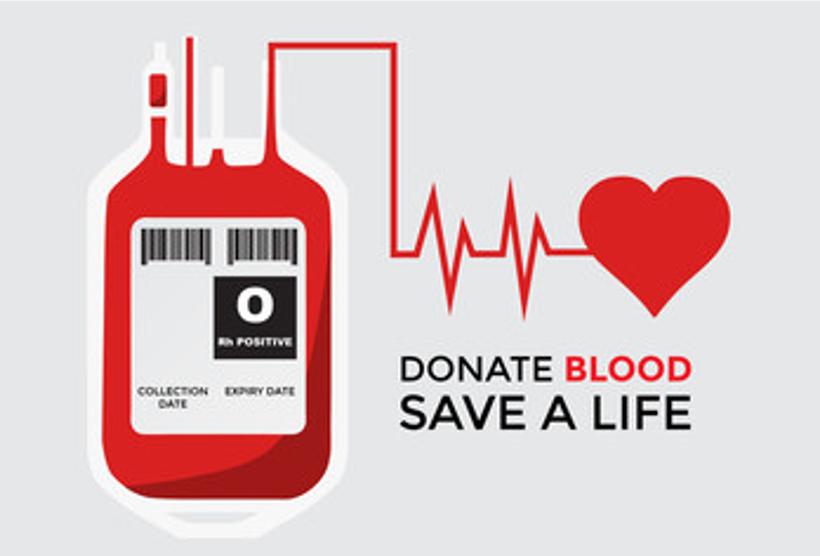 O
Rh POSITIVE
COLLECTION DATE
EXPIRY DATE
DONATE BLOOD
SAVE A LIFE